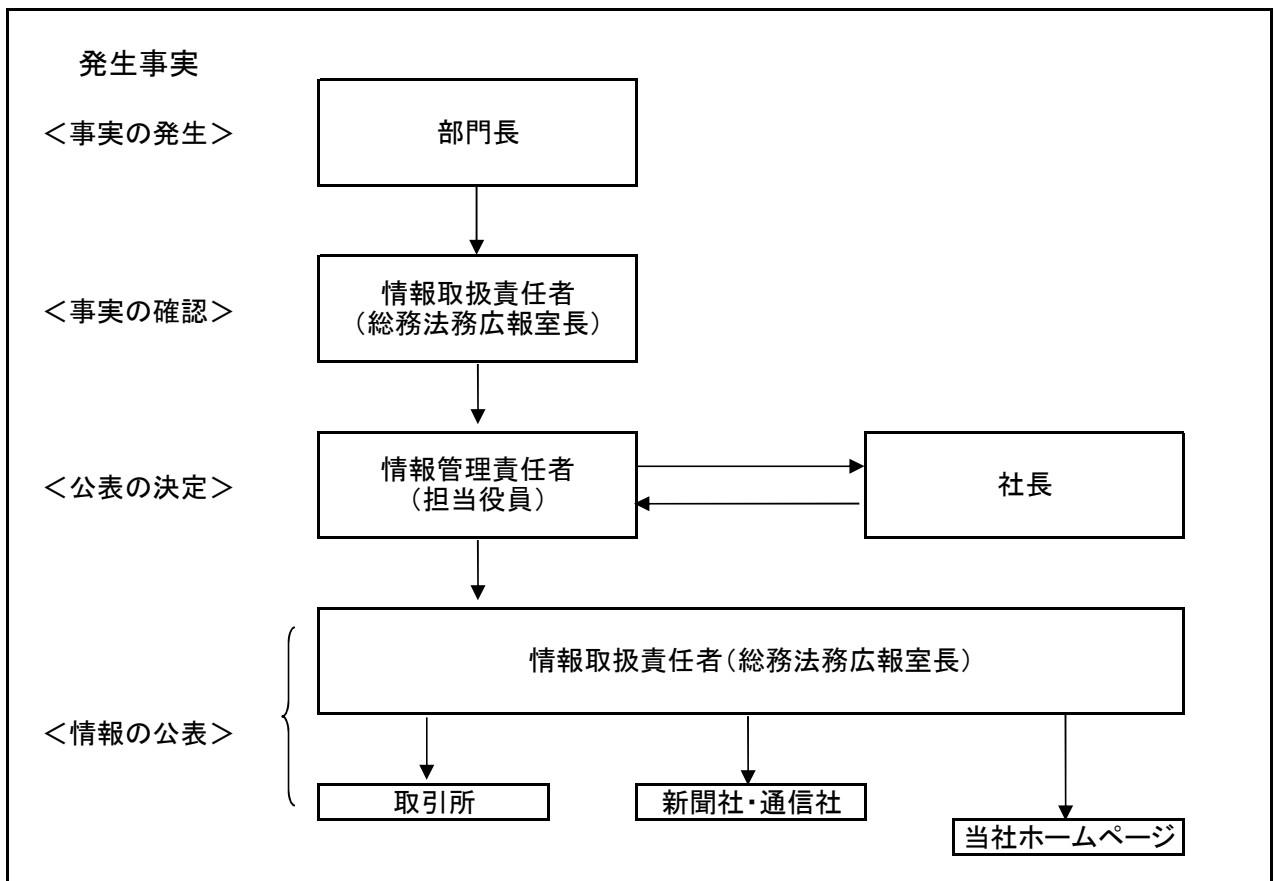 発生事実
＜事実の発生＞
部門長
＜事実の確認＞
情報取扱責任者
（総務法務広報室長）
＜公表の決定＞
情報管理責任者
（担当役員）
社長
情報取扱責任者（総務法務広報室長）
＜情報の公表＞
取引所
新聞社・通信社
当社ホームページ